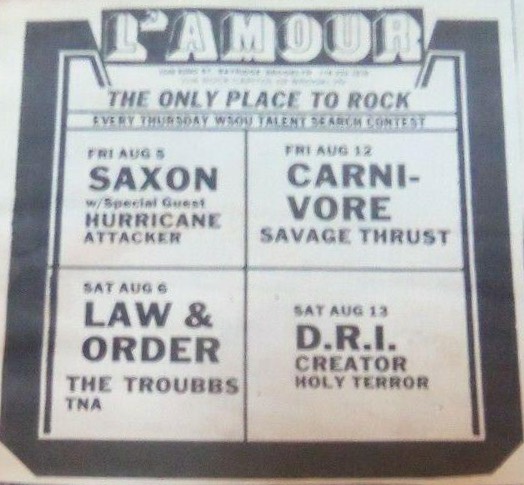 L'AMOUR
THE ONLY PLACE TO ROCK
EVERY THURSDAY WSOU TALENT SEARCH CONTEST
FRI AUG 5
SAXON
w/Special Guest
HURRICANE
ATTACKER
FRI AUG 12
CARNI-
VORE
SAVAGE THRUST
SAT AUG 6
LAW &
ORDER
THE TROUBBS
TNA
SAT AUG 13
D.R.I.
CREATOR
HOLY TERROR